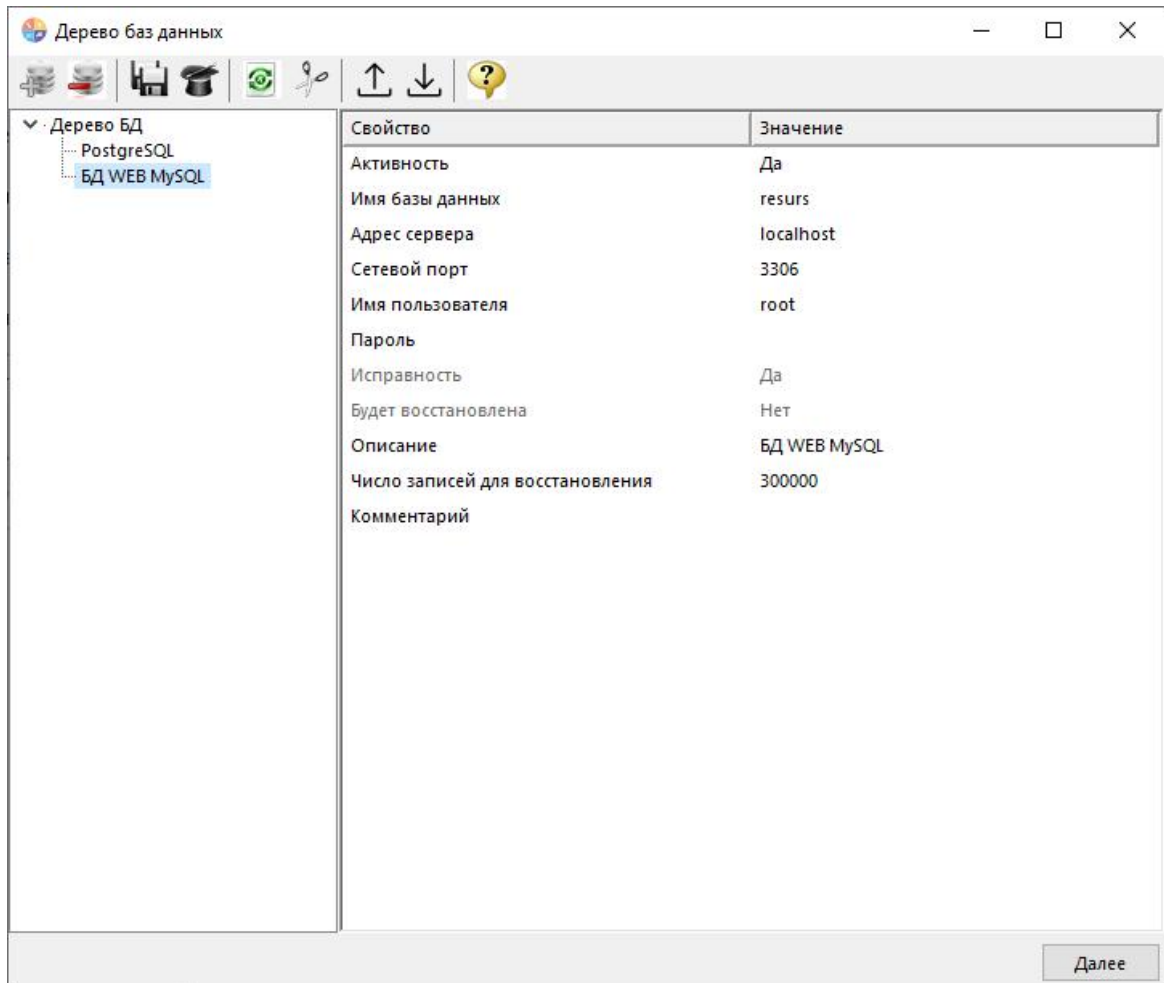 Дерево баз данных
Дерево БД
PostgreSQL
БД WEB MySQL
Свойство Значение
Активность Да
Имя базы данных resurs
Адрес сервера localhost
Сетевой порт 3306
Имя пользователя root
Пароль
Исправность Да
Будет восстановлена Нет
Описание БД WEB MySQL
Число записей для восстановления 300000
Комментарий
Далее